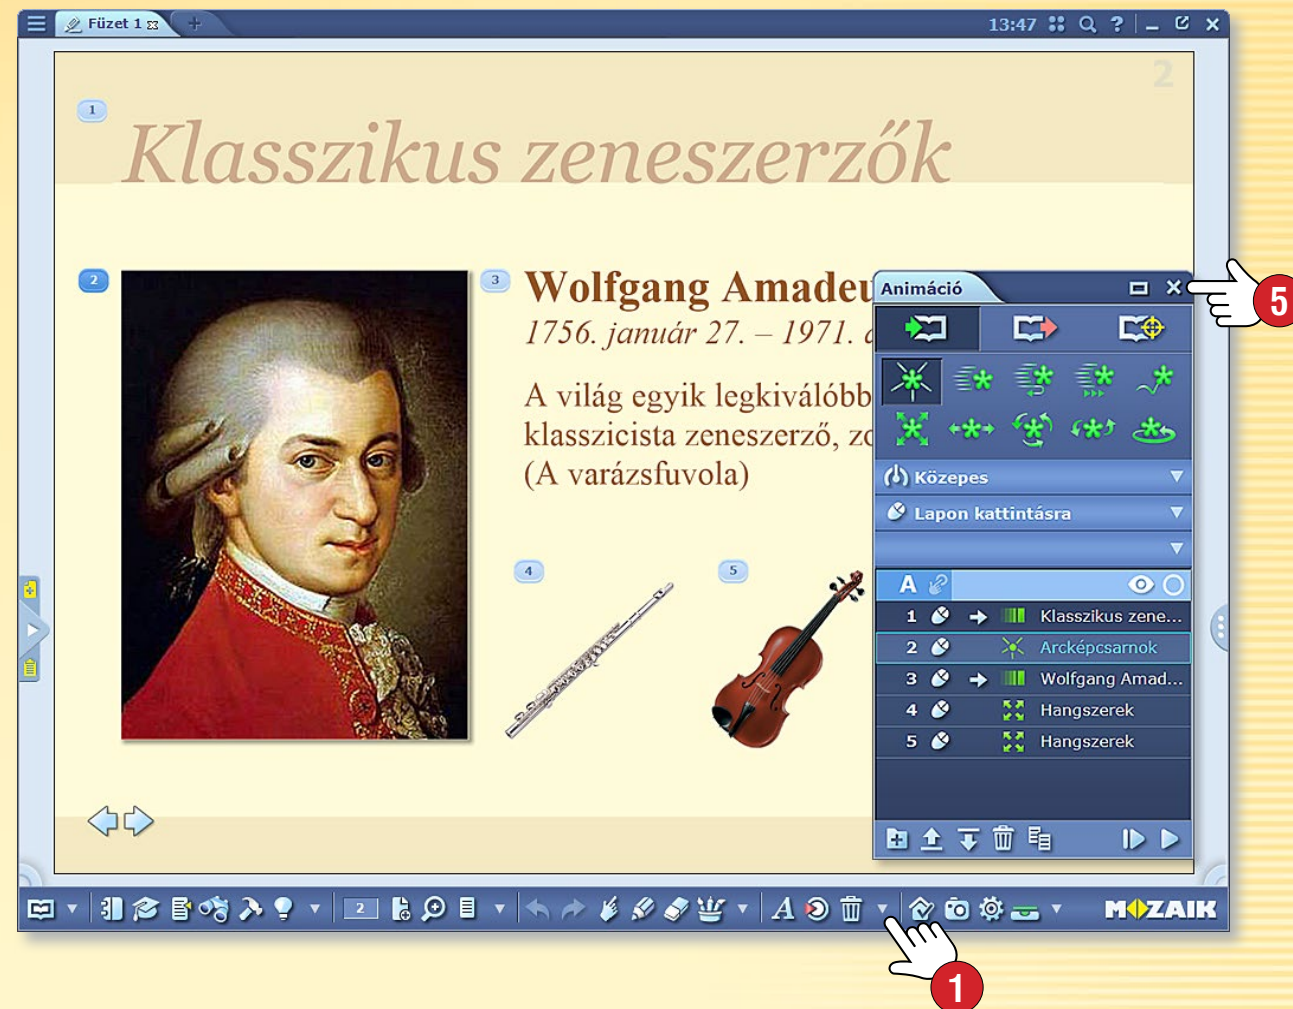 Füzet 1
13:47
?
2
1
Klasszikus zeneszerzők
2
3
Wolfgang Amadeu
1756. január 27. – 1971. d
A világ egyik legkiválóbb
klasszicista zeneszerző, zo
(A varázsfuvola)
4
5
Animáció
Közepes
Lapon kattintásra
A
1 Klasszikus zene...
2 Arcképcsarnok
3 Wolfgang Amad...
4 Hangszerek
5 Hangszerek
5
2
A
MOZAIK
1